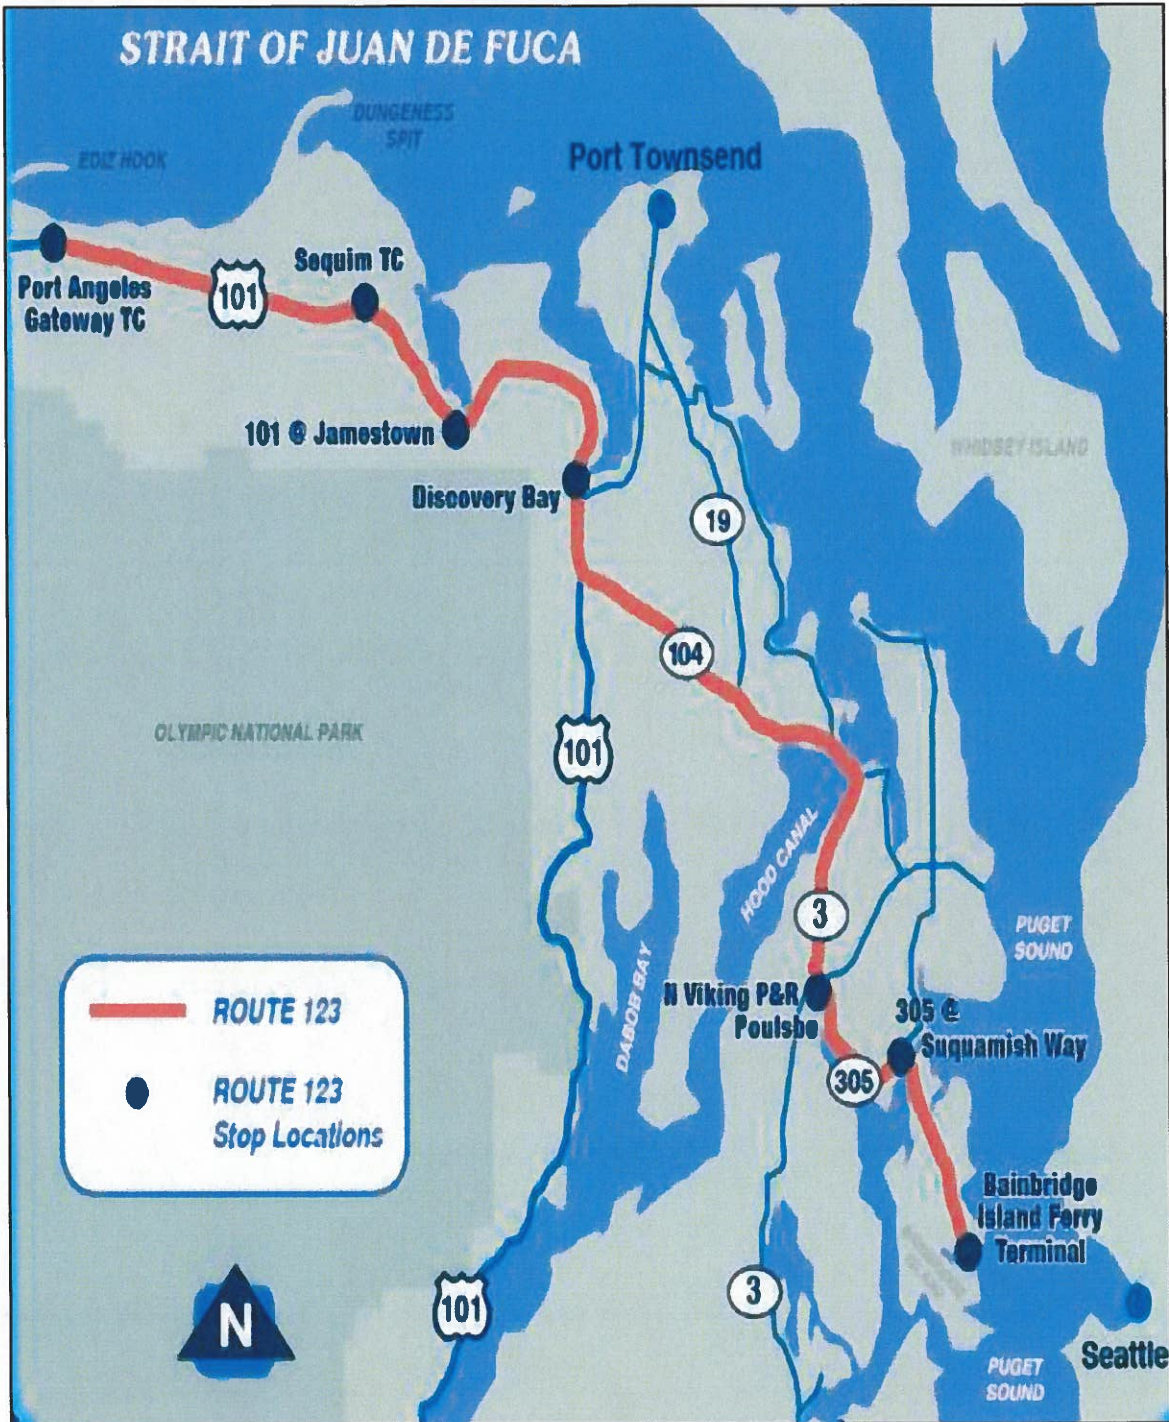 STRAIT OF JUAN DE FUCA
DUNGENESS
SPIT
EDIZ HOOK
Port Townsend
Sequim TC
Port Angeles
Gateway TC
101
101 @ Jamestown
Discovery Bay
WHIDBEY ISLAND
19
104
OLYMPIC NATIONAL PARK
101
HOOD CANAL
3
PUGET
SOUND
DABOB BAY
N Viking P&R
Poulsbo
305 @
Suquamish Way
305
ROUTE 123
ROUTE 123
Stop Locations
Bainbridge
Island Ferry
Terminal
N
101
3
Seattle
PUGET
SOUND